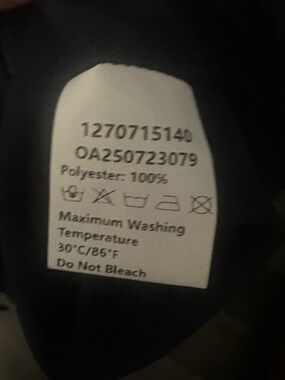 1270715140
OA250723079
Polyester: 100%
Maximum Washing
Temperature
30°C/86°F
Do Not Bleach